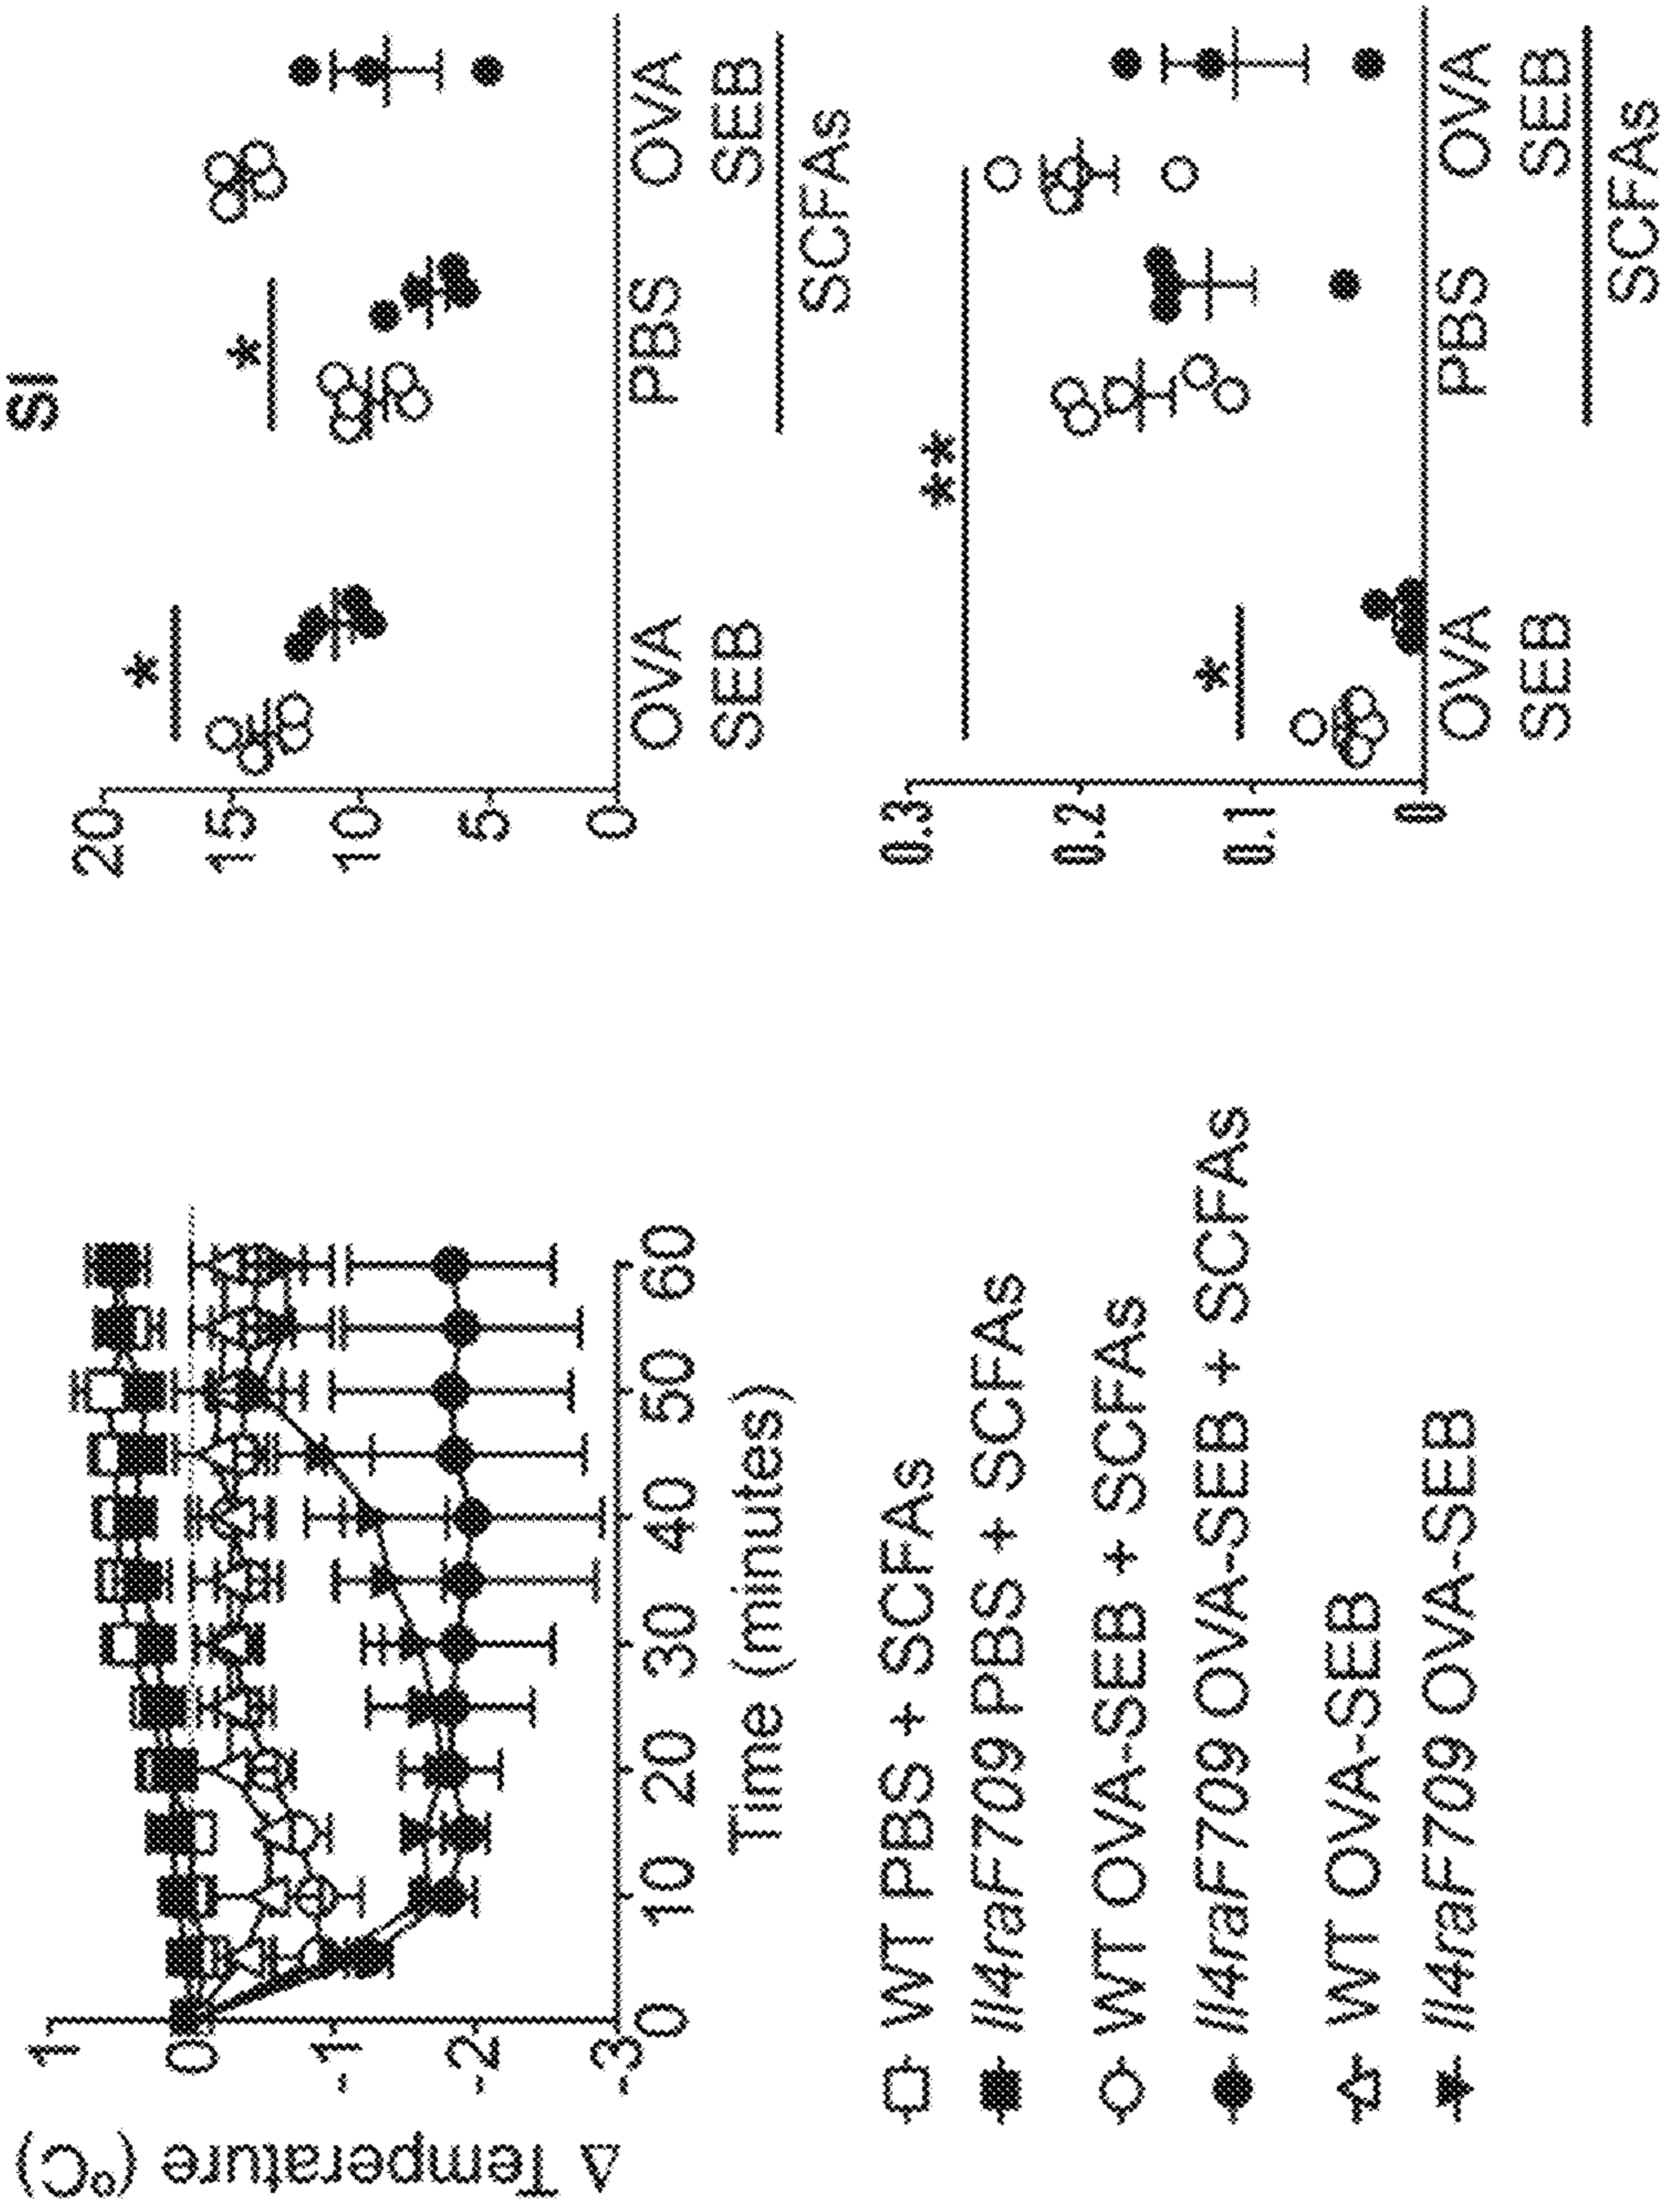 Δ Temperature (ºC)
1
0
-1
-2
-3
0 10 20 30 40 50 60
Time (minutes)
WT PBS + SCFAs
Il4raF709 PBS + SCFAs
WT OVA-SEB + SCFAs
Il4raF709 OVA-SEB + SCFAs
WT OVA-SEB
Il4raF709 OVA-SEB
SI
20
15
10
5
0
*
*
OVA PBS OVA
SEB SEB
SCFAs
0.3
0.2
0.1
0
**
*
OVA PBS OVA
SEB SEB
SCFAs